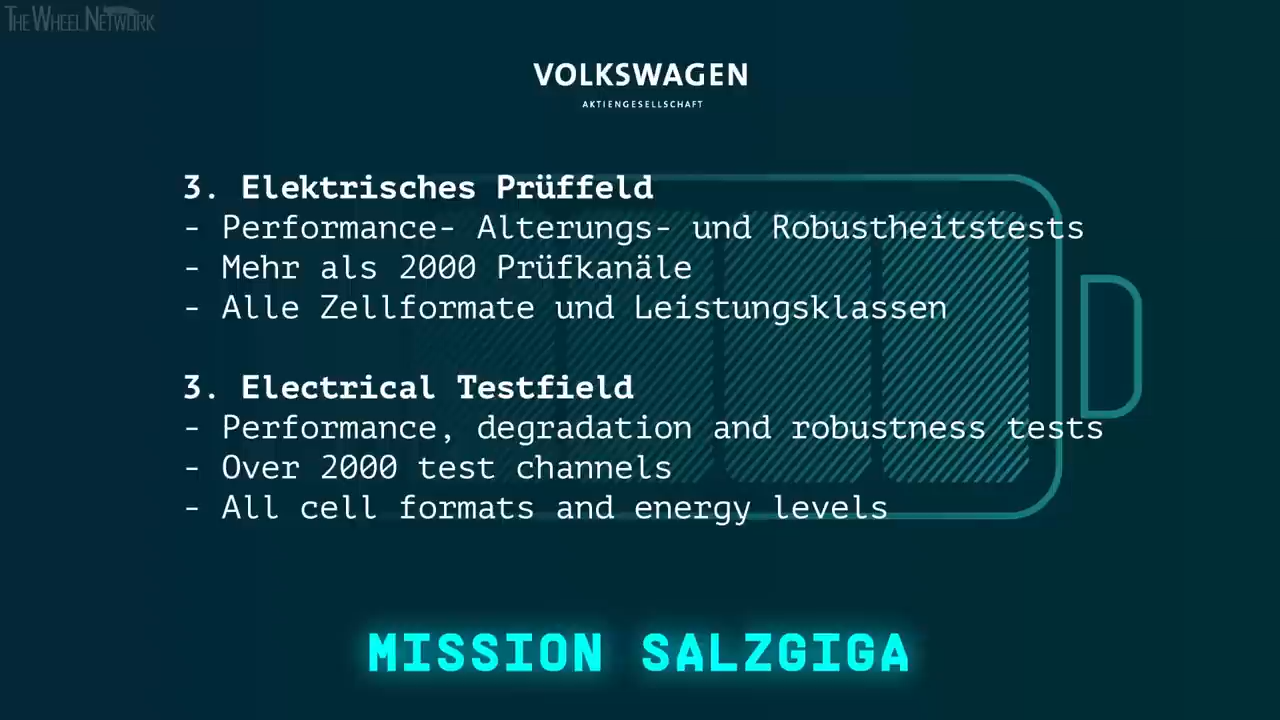 THEWHEELNETWORK
VOLKSWAGEN
AKTIENGESELLSCHAFT
3. Elektrisches Prüffeld
- Performance- Alterungs- und Robustheitstests
- Mehr als 2000 Prüfkanäle
- Alle Zellformate und Leistungsklassen
3. Electrical Testfield
- Performance, degradation and robustness tests
- Over 2000 test channels
- All cell formats and energy levels
MISSION SALZGIGA